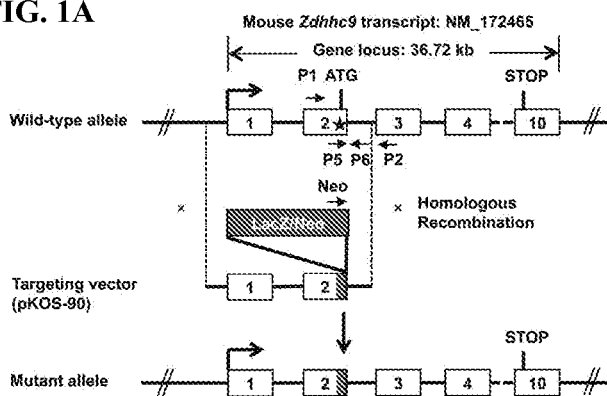 FIG. 1A
Mouse Zdhhc9 transcript: NM_172465
Gene locus: 36.72 kb
P1 ATG STOP
Wild-type allele 1 2 3 4 10
P5 P6 P2
Neo
LacZ/Neo
× × Homologous
Recombination
Targeting vector 1 2
(pKOS-90)
STOP
Mutant allele 1 2 3 4 10